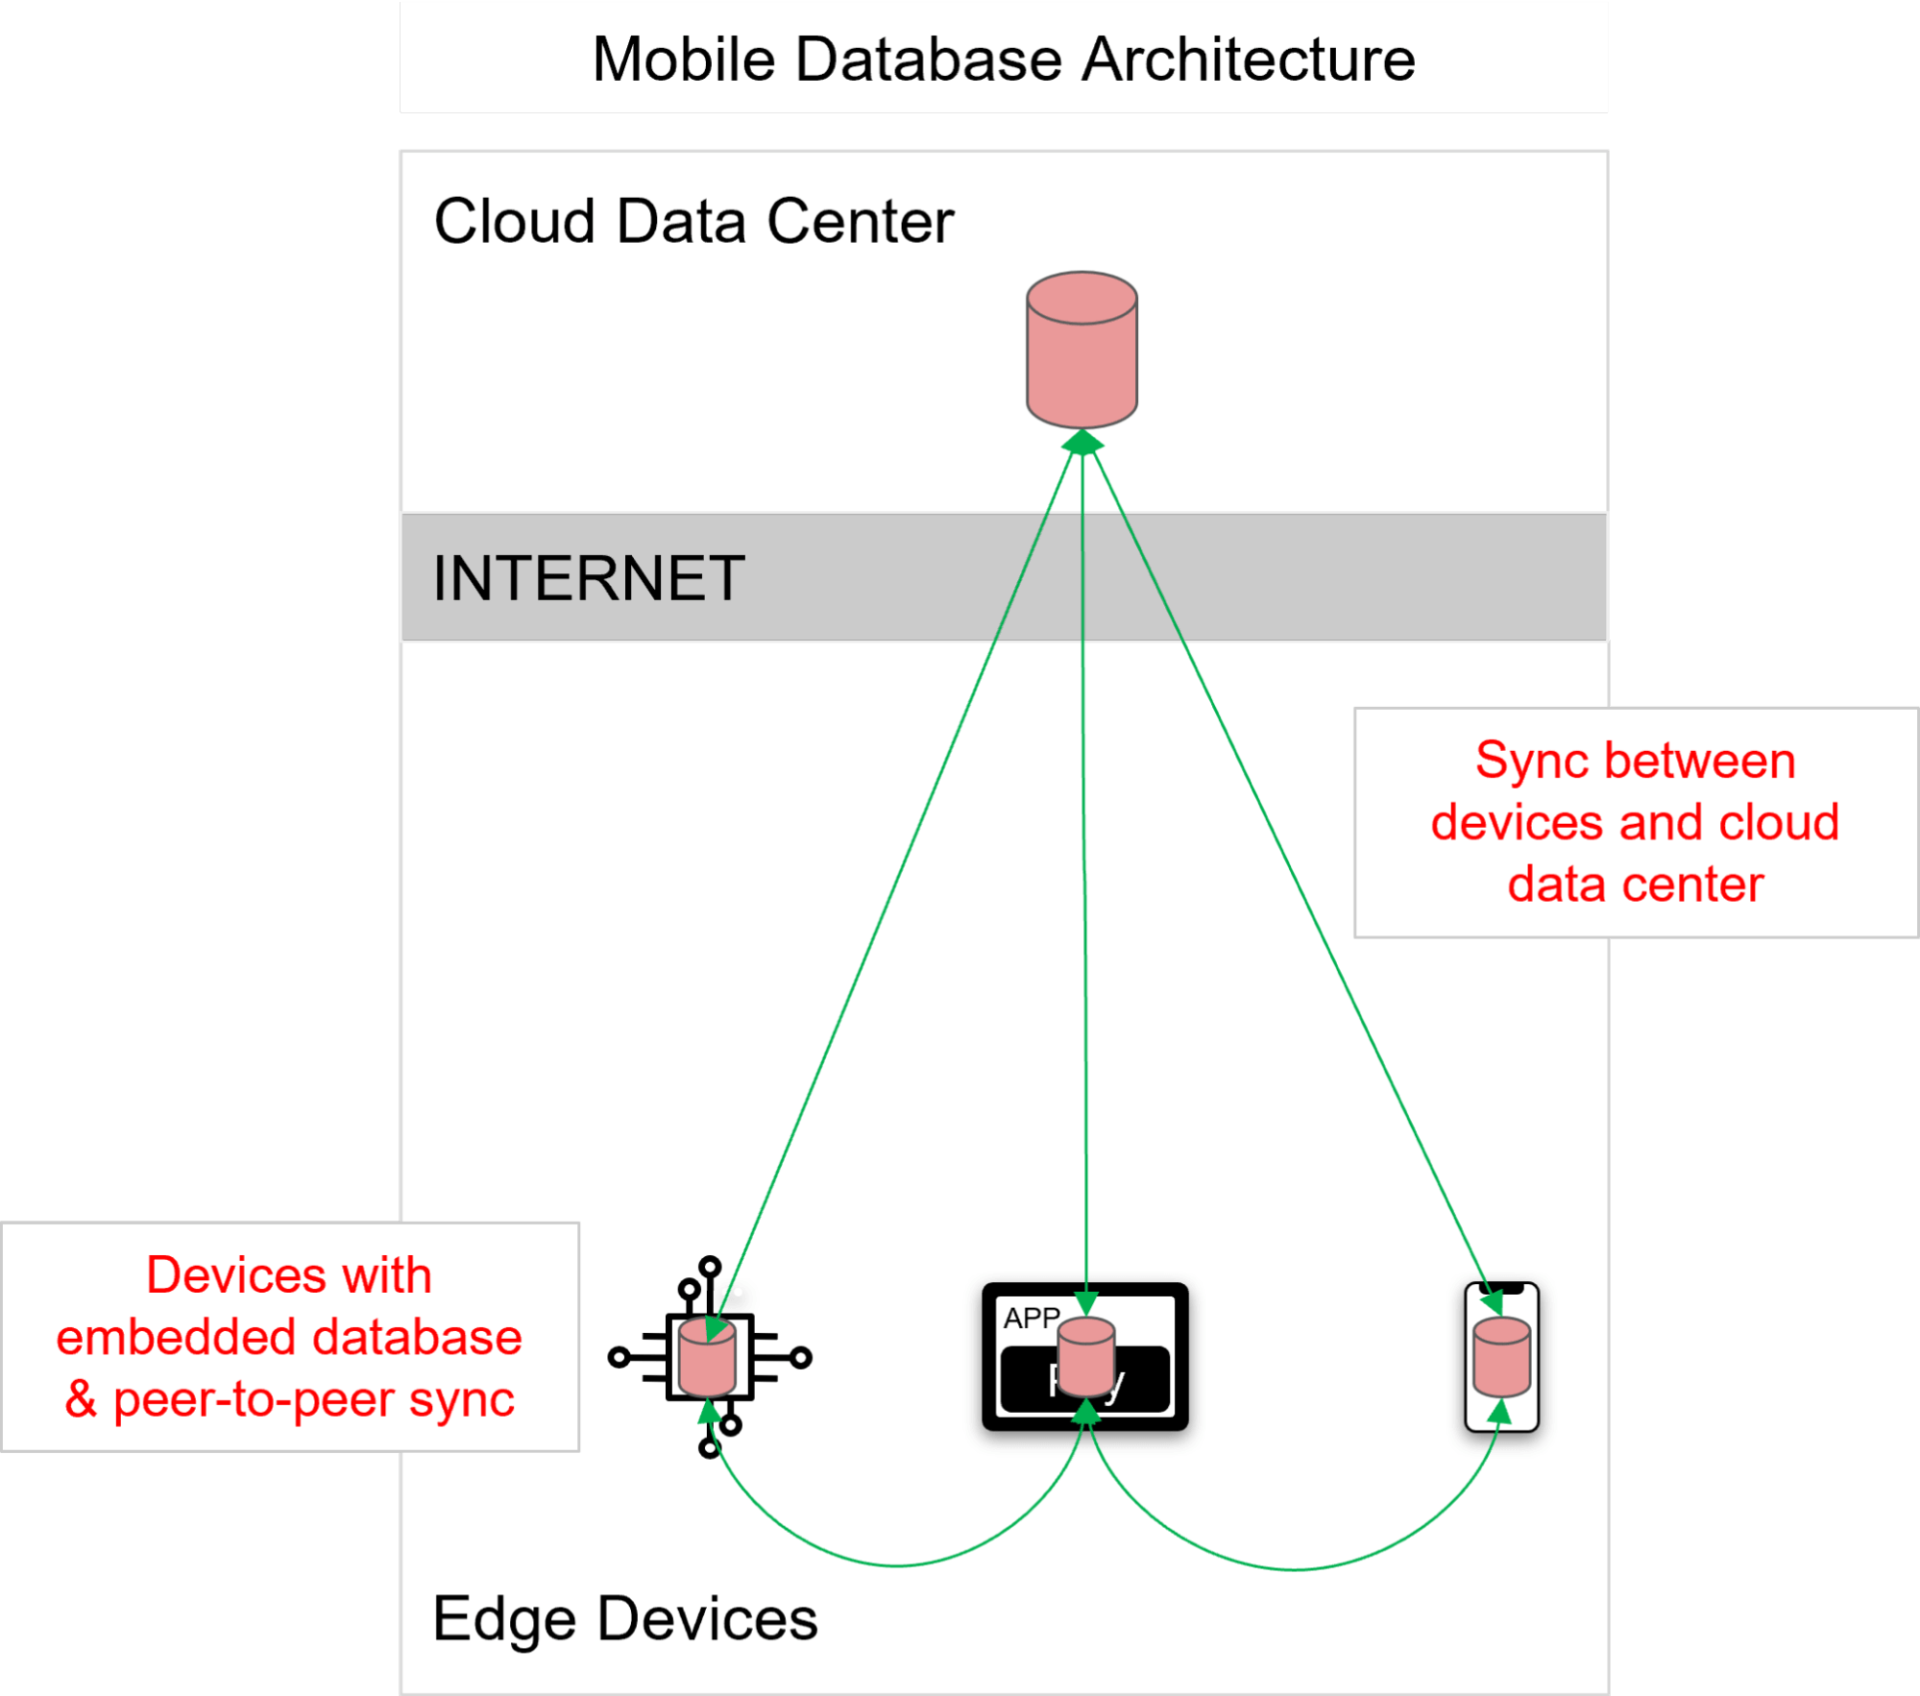 Mobile Database Architecture
Cloud Data Center
INTERNET
Sync between
devices and cloud
data center
Devices with
embedded database
& peer-to-peer sync
APP
Edge Devices